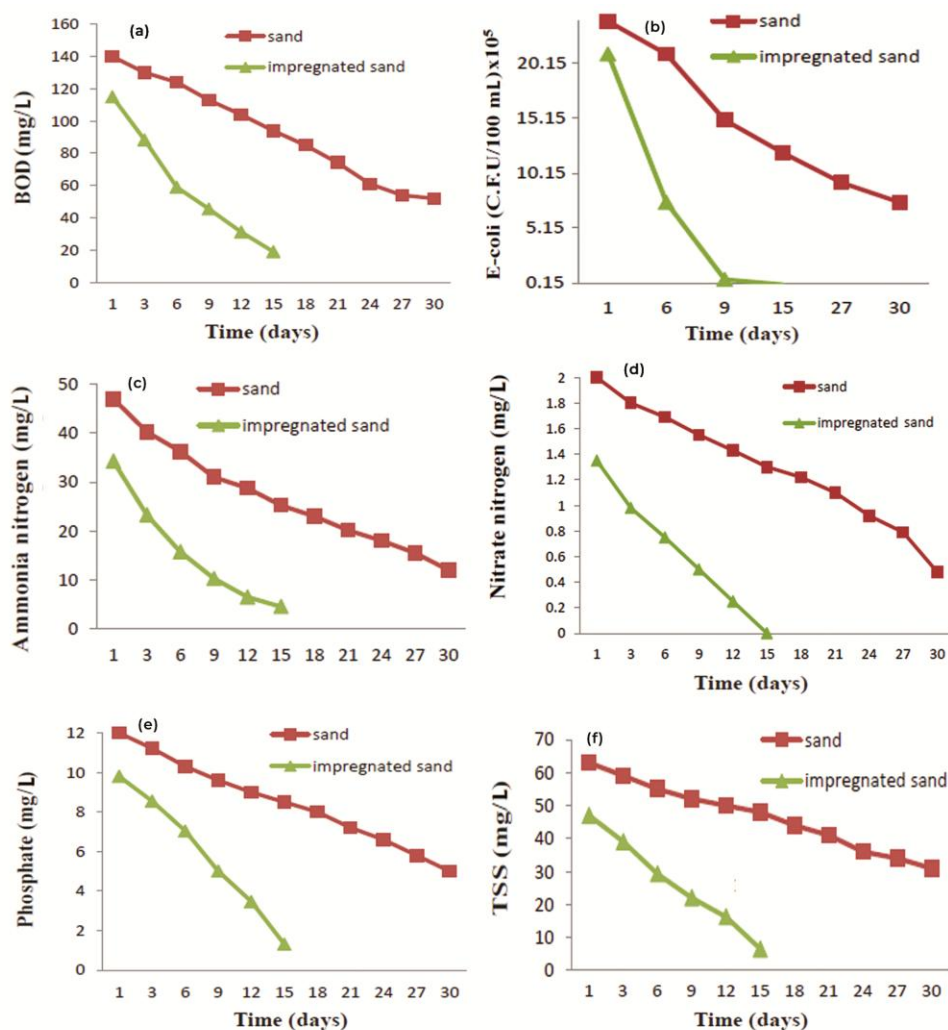 (a)
sand
impregnated sand
BOD (mg/L)
160
140
120
100
80
60
40
20
0
1 3 6 9 12 15 18 21 24 27 30
Time (days)
(b)
sand
impregnated sand
E-coli (C.F.U/100 mL)x10⁵
20.15
15.15
10.15
5.15
0.15
1 6 9 15 27 30
Time (days)
(c)
sand
impregnated sand
Ammonia nitrogen (mg/L)
50
40
30
20
10
0
1 3 6 9 12 15 18 21 24 27 30
Time (days)
(d)
sand
impregnated sand
Nitrate nitrogen (mg/L)
2
1.8
1.6
1.4
1.2
1
0.8
0.6
0.4
0.2
0
1 3 6 9 12 15 18 21 24 27 30
Time (days)
(e)
sand
impregnated sand
Phosphate (mg/L)
12
10
8
6
4
2
0
1 3 6 9 12 15 18 21 24 27 30
Time (days)
(f)
sand
impregnated sand
TSS (mg/L)
70
60
50
40
30
20
10
0
1 3 6 9 12 15 18 21 24 27 30
Time (days)